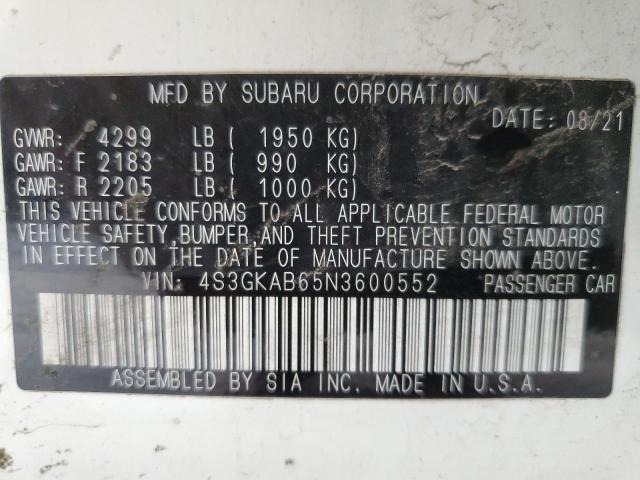 MFD BY SUBARU CORPORATION
DATE: 08/21
GVWR: 4299 LB ( 1950 KG)
GAWR: F 2183 LB ( 990 KG)
GAWR: R 2205 LB ( 1000 KG)
THIS VEHICLE CONFORMS TO ALL APPLICABLE FEDERAL MOTOR
VEHICLE SAFETY,BUMPER,AND THEFT PREVENTION STANDARDS
IN EFFECT ON THE DATE OF MANUFACTURE SHOWN ABOVE.
VIN: 4S3GKAB65N3600552 PASSENGER CAR
ASSEMBLED BY SIA INC. MADE IN U.S.A.